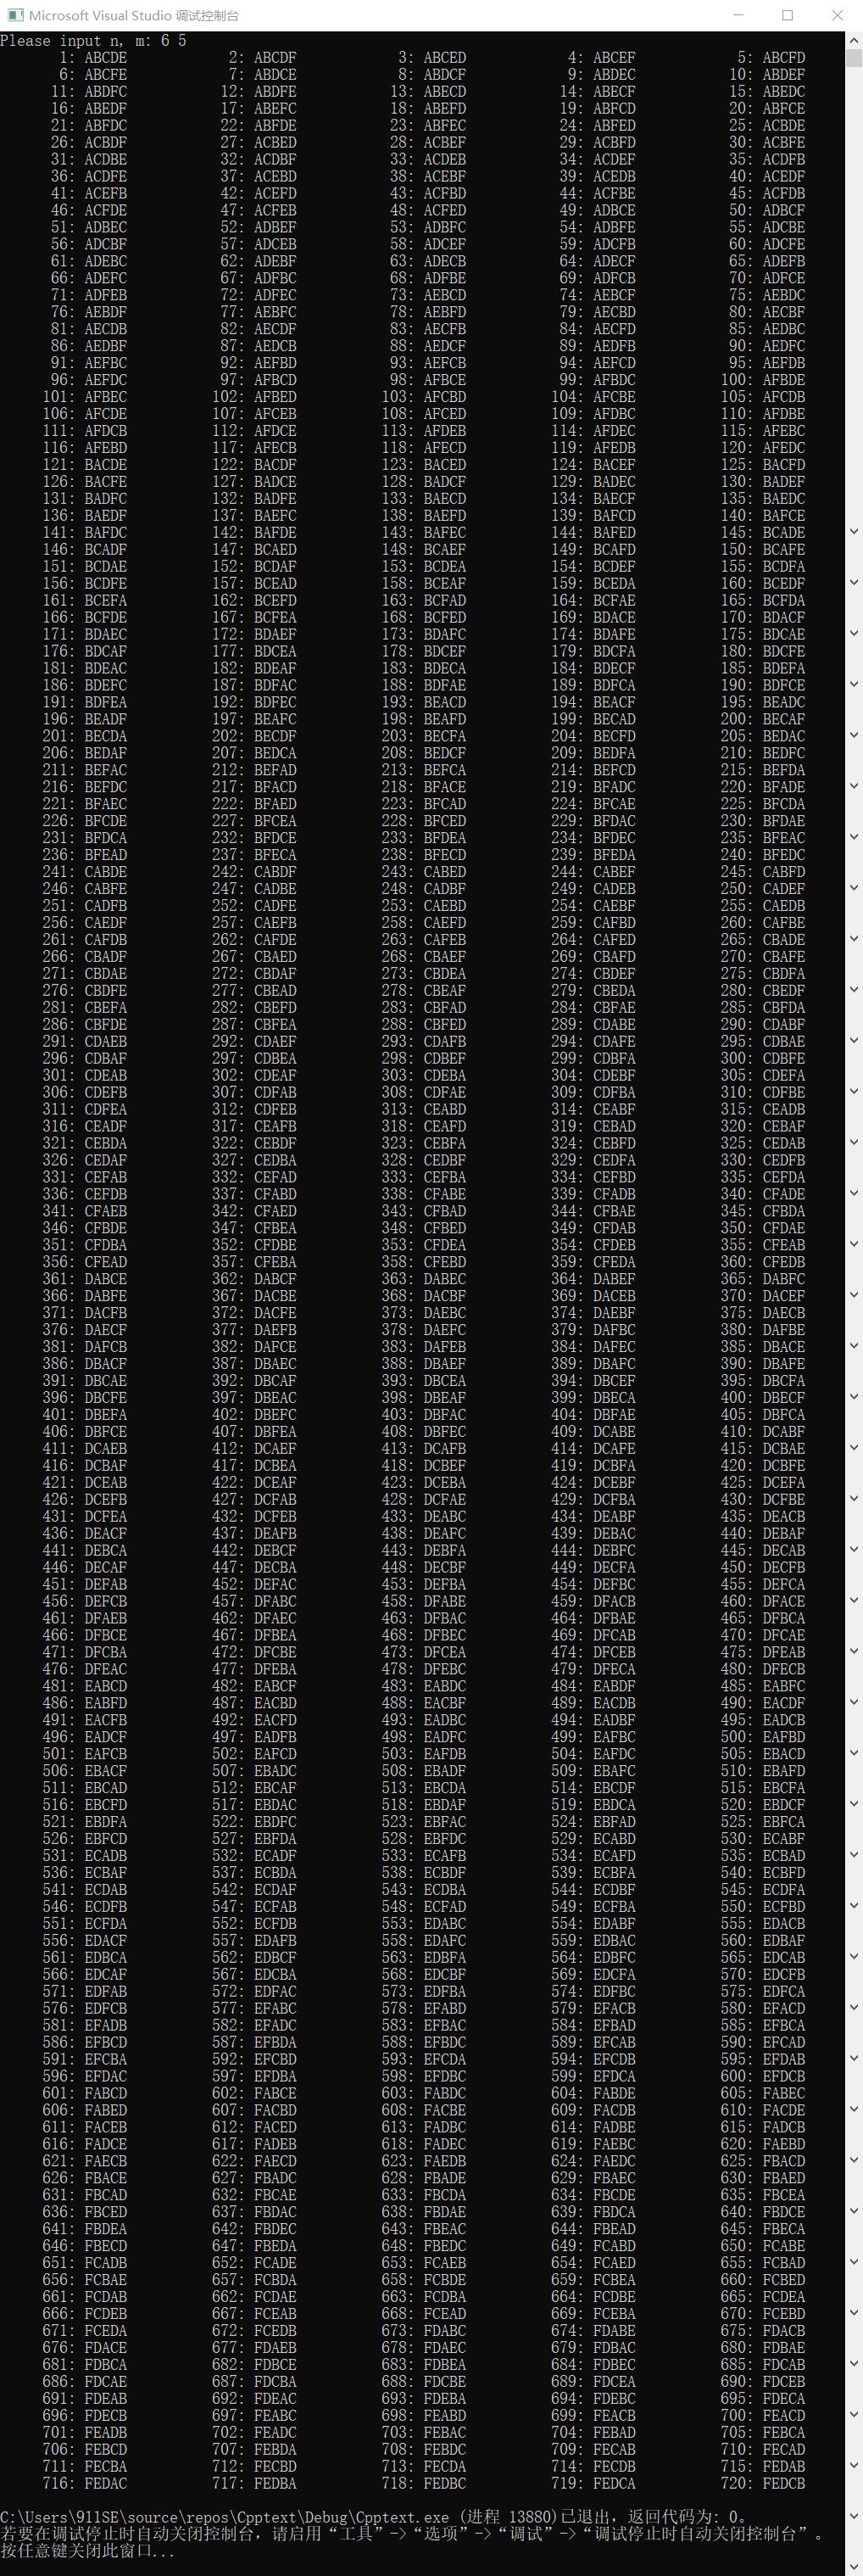 Microsoft Visual Studio 调试控制台
Please input n, m: 6 5
1: ABCDE 2: ABCDF 3: ABCED 4: ABCEF 5: ABCFD
6: ABCFE 7: ABDCE 8: ABDCF 9: ABDEC 10: ABDEF
11: ABDFC 12: ABDFE 13: ABECD 14: ABECF 15: ABEDC
16: ABEDF 17: ABEFC 18: ABEFD 19: ABFCD 20: ABFCE
21: ABFDC 22: ABFDE 23: ABFEC 24: ABFED 25: ACBDE
26: ACBDF 27: ACBED 28: ACBEF 29: ACBFD 30: ACBFE
31: ACDBE 32: ACDBF 33: ACDEB 34: ACDEF 35: ACDFB
36: ACDFE 37: ACEBD 38: ACEBF 39: ACEDB 40: ACEDF
41: ACEFB 42: ACEFD 43: ACFBD 44: ACFBE 45: ACFDB
46: ACFDE 47: ACFEB 48: ACFED 49: ADBCE 50: ADBCF
51: ADBEC 52: ADBEF 53: ADBFC 54: ADBFE 55: ADCBE
56: ADCBF 57: ADCEB 58: ADCEF 59: ADCFB 60: ADCFE
61: ADEBC 62: ADEBF 63: ADECB 64: ADECF 65: ADEFB
66: ADEFC 67: ADFBC 68: ADFBE 69: ADFCB 70: ADFCE
71: ADFEB 72: ADFEC 73: AEBCD 74: AEBCF 75: AEBDC
76: AEBDF 77: AEBFC 78: AEBFD 79: AECBD 80: AECBF
81: AECDB 82: AECDF 83: AECFB 84: AECFD 85: AEDBC
86: AEDBF 87: AEDCB 88: AEDCF 89: AEDFB 90: AEDFC
91: AEFBC 92: AEFBD 93: AEFCB 94: AEFCD 95: AEFDB
96: AEFDC 97: AFBCD 98: AFBCE 99: AFBDC 100: AFBDE
101: AFBEC 102: AFBED 103: AFCBD 104: AFCBE 105: AFCDB
106: AFCDE 107: AFCEB 108: AFCED 109: AFDBC 110: AFDBE
111: AFDCB 112: AFDCE 113: AFDEB 114: AFDEC 115: AFEBC
116: AFEBD 117: AFECB 118: AFECD 119: AFEDB 120: AFEDC
121: BACDE 122: BACDF 123: BACED 124: BACEF 125: BACFD
126: BACFE 127: BADCE 128: BADCF 129: BADEC 130: BADEF
131: BADFC 132: BADFE 133: BAECD 134: BAECF 135: BAEDC
136: BAEDF 137: BAEFC 138: BAEFD 139: BAFCD 140: BAFCE
141: BAFDC 142: BAFDE 143: BAFEC 144: BAFED 145: BCADE
146: BCADF 147: BCAED 148: BCAEF 149: BCAFD 150: BCAFE
151: BCDAE 152: BCDAF 153: BCDEA 154: BCDEF 155: BCDFA
156: BCDFE 157: BCEAD 158: BCEAF 159: BCEDA 160: BCEDF
161: BCEFA 162: BCEFD 163: BCFAD 164: BCFAE 165: BCFDA
166: BCFDE 167: BCFEA 168: BCFED 169: BDACE 170: BDACF
171: BDAEC 172: BDAEF 173: BDAFC 174: BDAFE 175: BDCAE
176: BDCAF 177: BDCEA 178: BDCEF 179: BDCFA 180: BDCFE
181: BDEAC 182: BDEAF 183: BDECA 184: BDECF 185: BDEFA
186: BDEFC 187: BDFAC 188: BDFAE 189: BDFCA 190: BDFCE
191: BDFEA 192: BDFEC 193: BEACD 194: BEACF 195: BEADC
196: BEADF 197: BEAFC 198: BEAFD 199: BECAD 200: BECAF
201: BECDA 202: BECDF 203: BECFA 204: BECFD 205: BEDAC
206: BEDAF 207: BEDCA 208: BEDCF 209: BEDFA 210: BEDFC
211: BEFAC 212: BEFAD 213: BEFCA 214: BEFCD 215: BEFDA
216: BEFDC 217: BFACD 218: BFACE 219: BFADC 220: BFADE
221: BFAEC 222: BFAED 223: BFCAD 224: BFCAE 225: BFCDA
226: BFCDE 227: BFCEA 228: BFCED 229: BFDAC 230: BFDAE
231: BFDCA 232: BFDCE 233: BFDEA 234: BFDEC 235: BFEAC
236: BFEAD 237: BFECA 238: BFECD 239: BFEDA 240: BFEDC
241: CABDE 242: CABDF 243: CABED 244: CABEF 245: CABFD
246: CABFE 247: CADBE 248: CADBF 249: CADEB 250: CADEF
251: CADFB 252: CADFE 253: CAEBD 254: CAEBF 255: CAEDB
256: CAEDF 257: CAEFB 258: CAEFD 259: CAFBD 260: CAFBE
261: CAFDB 262: CAFDE 263: CAFEB 264: CAFED 265: CBADE
266: CBADF 267: CBAED 268: CBAEF 269: CBAFD 270: CBAFE
271: CBDAE 272: CBDAF 273: CBDEA 274: CBDEF 275: CBDFA
276: CBDFE 277: CBEAD 278: CBEAF 279: CBEDA 280: CBEDF
281: CBEFA 282: CBEFD 283: CBFAD 284: CBFAE 285: CBFDA
286: CBFDE 287: CBFEA 288: CBFED 289: CDABE 290: CDABF
291: CDAEB 292: CDAEF 293: CDAFB 294: CDAFE 295: CDBAE
296: CDBAF 297: CDBEA 298: CDBEF 299: CDBFA 300: CDBFE
301: CDEAB 302: CDEAF 303: CDEBA 304: CDEBF 305: CDEFA
306: CDEFB 307: CDFAB 308: CDFAE 309: CDFBA 310: CDFBE
311: CDFEA 312: CDFEB 313: CEABD 314: CEABF 315: CEADB
316: CEADF 317: CEAFB 318: CEAFD 319: CEBAD 320: CEBAF
321: CEBDA 322: CEBDF 323: CEBFA 324: CEBFD 325: CEDAB
326: CEDAF 327: CEDBA 328: CEDBF 329: CEDFA 330: CEDFB
331: CEFAB 332: CEFAD 333: CEFBA 334: CEFBD 335: CEFDA
336: CEFDB 337: CFABD 338: CFABE 339: CFADB 340: CFADE
341: CFAEB 342: CFAED 343: CFBAD 344: CFBAE 345: CFBDA
346: CFBDE 347: CFBEA 348: CFBED 349: CFDAB 350: CFDAE
351: CFDBA 352: CFDBE 353: CFDEA 354: CFDEB 355: CFEAB
356: CFEAD 357: CFEBA 358: CFEBD 359: CFEDA 360: CFEDB
361: DABCE 362: DABCF 363: DABEC 364: DABEF 365: DABFC
366: DABFE 367: DACBE 368: DACBF 369: DACEB 370: DACEF
371: DACFB 372: DACFE 373: DAEBC 374: DAEBF 375: DAECB
376: DAECF 377: DAEFB 378: DAEFC 379: DAFBC 380: DAFBE
381: DAFCB 382: DAFCE 383: DAFEB 384: DAFEC 385: DBACE
386: DBACF 387: DBAEC 388: DBAEF 389: DBAFC 390: DBAFE
391: DBCAE 392: DBCAF 393: DBCEA 394: DBCEF 395: DBCFA
396: DBCFE 397: DBEAC 398: DBEAF 399: DBECA 400: DBECF
401: DBEFA 402: DBEFC 403: DBFAC 404: DBFAE 405: DBFCA
406: DBFCE 407: DBFEA 408: DBFEC 409: DCABE 410: DCABF
411: DCAEB 412: DCAEF 413: DCAFB 414: DCAFE 415: DCBAE
416: DCBAF 417: DCBEA 418: DCBEF 419: DCBFA 420: DCBFE
421: DCEAB 422: DCEAF 423: DCEBA 424: DCEBF 425: DCEFA
426: DCEFB 427: DCFAB 428: DCFAE 429: DCFBA 430: DCFBE
431: DCFEA 432: DCFEB 433: DEABC 434: DEABF 435: DEACB
436: DEACF 437: DEAFB 438: DEAFC 439: DEBAC 440: DEBAF
441: DEBCA 442: DEBCF 443: DEBFA 444: DEBFC 445: DECAB
446: DECAF 447: DECBA 448: DECBF 449: DECFA 450: DECFB
451: DEFAB 452: DEFAC 453: DEFBA 454: DEFBC 455: DEFCA
456: DEFCB 457: DFABC 458: DFABE 459: DFACB 460: DFACE
461: DFAEB 462: DFAEC 463: DFBAC 464: DFBAE 465: DFBCA
466: DFBCE 467: DFBEA 468: DFBEC 469: DFCAB 470: DFCAE
471: DFCBA 472: DFCBE 473: DFCEA 474: DFCEB 475: DFEAB
476: DFEAC 477: DFEBA 478: DFEBC 479: DFECA 480: DFECB
481: EABCD 482: EABCF 483: EABDC 484: EABDF 485: EABFC
486: EABFD 487: EACBD 488: EACBF 489: EACDB 490: EACDF
491: EACFB 492: EACFD 493: EADBC 494: EADBF 495: EADCB
496: EADCF 497: EADFB 498: EADFC 499: EAFBC 500: EAFBD
501: EAFCB 502: EAFCD 503: EAFDB 504: EAFDC 505: EBACD
506: EBACF 507: EBADC 508: EBADF 509: EBAFC 510: EBAFD
511: EBCAD 512: EBCAF 513: EBCDA 514: EBCDF 515: EBCFA
516: EBCFD 517: EBDAC 518: EBDAF 519: EBDCA 520: EBDCF
521: EBDFA 522: EBDFC 523: EBFAC 524: EBFAD 525: EBFCA
526: EBFCD 527: EBFDA 528: EBFDC 529: ECABD 530: ECABF
531: ECADB 532: ECADF 533: ECAFB 534: ECAFD 535: ECBAD
536: ECBAF 537: ECBDA 538: ECBDF 539: ECBFA 540: ECBFD
541: ECDAB 542: ECDAF 543: ECDBA 544: ECDBF 545: ECDFA
546: ECDFB 547: ECFAB 548: ECFAD 549: ECFBA 550: ECFBD
551: ECFDA 552: ECFDB 553: EDABC 554: EDABF 555: EDACB
556: EDACF 557: EDAFB 558: EDAFC 559: EDBAC 560: EDBAF
561: EDBCA 562: EDBCF 563: EDBFA 564: EDBFC 565: EDCAB
566: EDCAF 567: EDCBA 568: EDCBF 569: EDCFA 570: EDCFB
571: EDFAB 572: EDFAC 573: EDFBA 574: EDFBC 575: EDFCA
576: EDFCB 577: EFABC 578: EFABD 579: EFACB 580: EFACD
581: EFADB 582: EFADC 583: EFBAC 584: EFBAD 585: EFBCA
586: EFBCD 587: EFBDA 588: EFBDC 589: EFCAB 590: EFCAD
591: EFCBA 592: EFCBD 593: EFCDA 594: EFCDB 595: EFDAB
596: EFDAC 597: EFDBA 598: EFDBC 599: EFDCA 600: EFDCB
601: FABCD 602: FABCE 603: FABDC 604: FABDE 605: FABEC
606: FABED 607: FACBD 608: FACBE 609: FACDB 610: FACDE
611: FACEB 612: FACED 613: FADBC 614: FADBE 615: FADCB
616: FADCE 617: FADEB 618: FADEC 619: FAEBC 620: FAEBD
621: FAECB 622: FAECD 623: FAEDB 624: FAEDC 625: FBACD
626: FBACE 627: FBADC 628: FBADE 629: FBAEC 630: FBAED
631: FBCAD 632: FBCAE 633: FBCDA 634: FBCDE 635: FBCEA
636: FBCED 637: FBDAC 638: FBDAE 639: FBDCA 640: FBDCE
641: FBDEA 642: FBDEC 643: FBEAC 644: FBEAD 645: FBECA
646: FBECD 647: FBEDA 648: FBEDC 649: FCABD 650: FCABE
651: FCADB 652: FCADE 653: FCAEB 654: FCAED 655: FCBAD
656: FCBAE 657: FCBDA 658: FCBDE 659: FCBEA 660: FCBED
661: FCDAB 662: FCDAE 663: FCDBA 664: FCDBE 665: FCDEA
666: FCDEB 667: FCEAB 668: FCEAD 669: FCEBA 670: FCEBD
671: FCEDA 672: FCEDB 673: FDABC 674: FDABE 675: FDACB
676: FDACE 677: FDAEB 678: FDAEC 679: FDBAC 680: FDBAE
681: FDBCA 682: FDBCE 683: FDBEA 684: FDBEC 685: FDCAB
686: FDCAE 687: FDCBA 688: FDCBE 689: FDCEA 690: FDCEB
691: FDEAB 692: FDEAC 693: FDEBA 694: FDEBC 695: FDECA
696: FDECB 697: FEABC 698: FEABD 699: FEACB 700: FEACD
701: FEADB 702: FEADC 703: FEBAC 704: FEBAD 705: FEBCA
706: FEBCD 707: FEBDA 708: FEBDC 709: FECAB 710: FECAD
711: FECBA 712: FECBD 713: FECDA 714: FECDB 715: FEDAB
716: FEDAC 717: FEDBA 718: FEDBC 719: FEDCA 720: FEDCB
C:\Users\911SE\source\repos\Cpptext\Debug\Cpptext.exe (进程 13880)已退出，返回代码为: 0。
若要在调试停止时自动关闭控制台，请启用“工具”->“选项”->“调试”->“调试停止时自动关闭控制台”。
按任意键关闭此窗口...